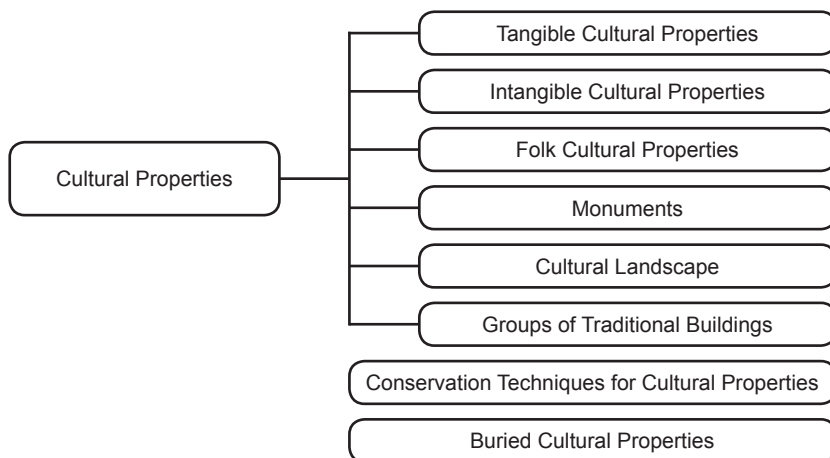 Tangible Cultural Properties
Intangible Cultural Properties
Folk Cultural Properties
Cultural Properties
Monuments
Cultural Landscape
Groups of Traditional Buildings
Conservation Techniques for Cultural Properties
Buried Cultural Properties